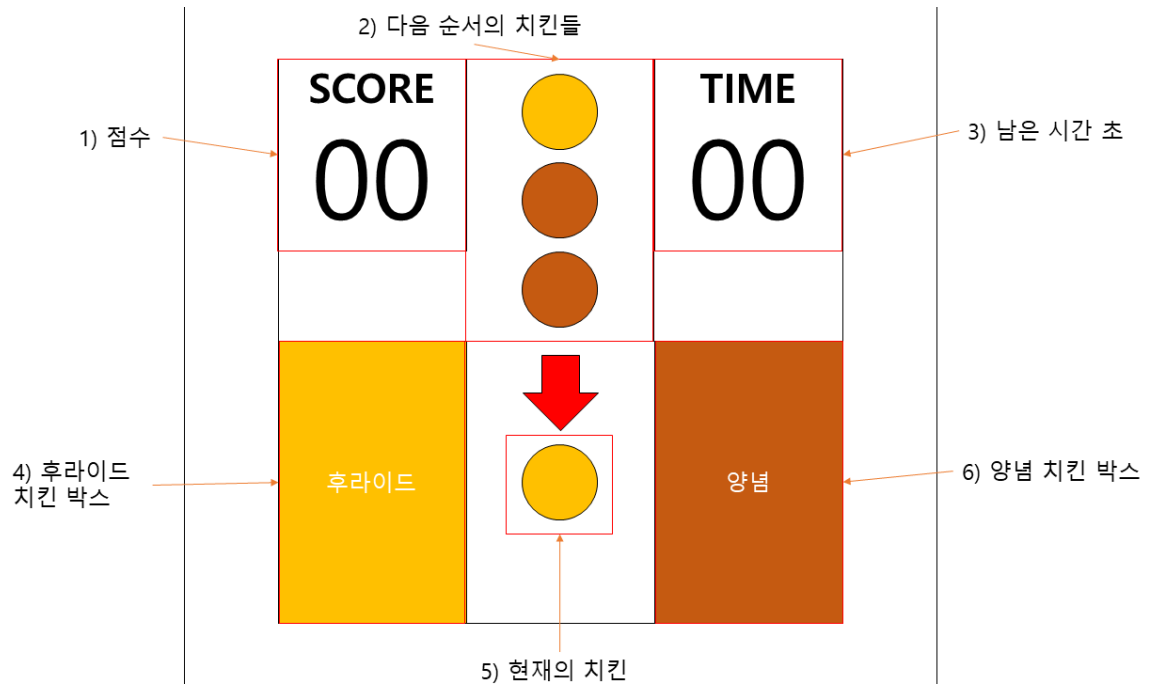 2) 다음 순서의 치킨들
SCORE
00
TIME
00
1) 점수
3) 남은 시간 초
4) 후라이드
치킨 박스
후라이드
양념
6) 양념 치킨 박스
5) 현재의 치킨